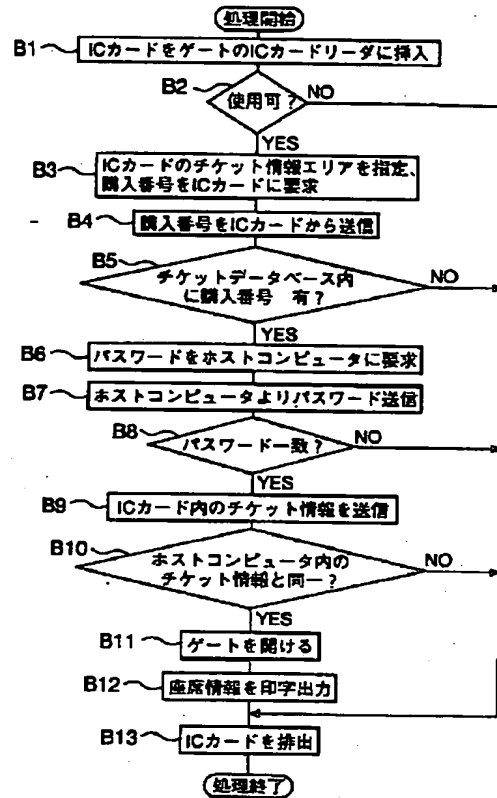 処理開始
B1 ICカードをゲートのICカードリーダに挿入
B2 使用可? NO
YES
B3 ICカードのチケット情報エリアを指定、
購入番号をICカードに要求
B4 購入番号をICカードから送信
B5 チケットデータベース内 NO
に購入番号 有?
YES
B6 パスワードをホストコンピュータに要求
B7 ホストコンピュータよりパスワード送信
B8 パスワード一致? NO
YES
B9 ICカード内のチケット情報を送信
B10 ホストコンピュータ内の NO
チケット情報と同一?
YES
B11 ゲートを開ける
B12 座席情報を印字出力
B13 ICカードを排出
処理終了